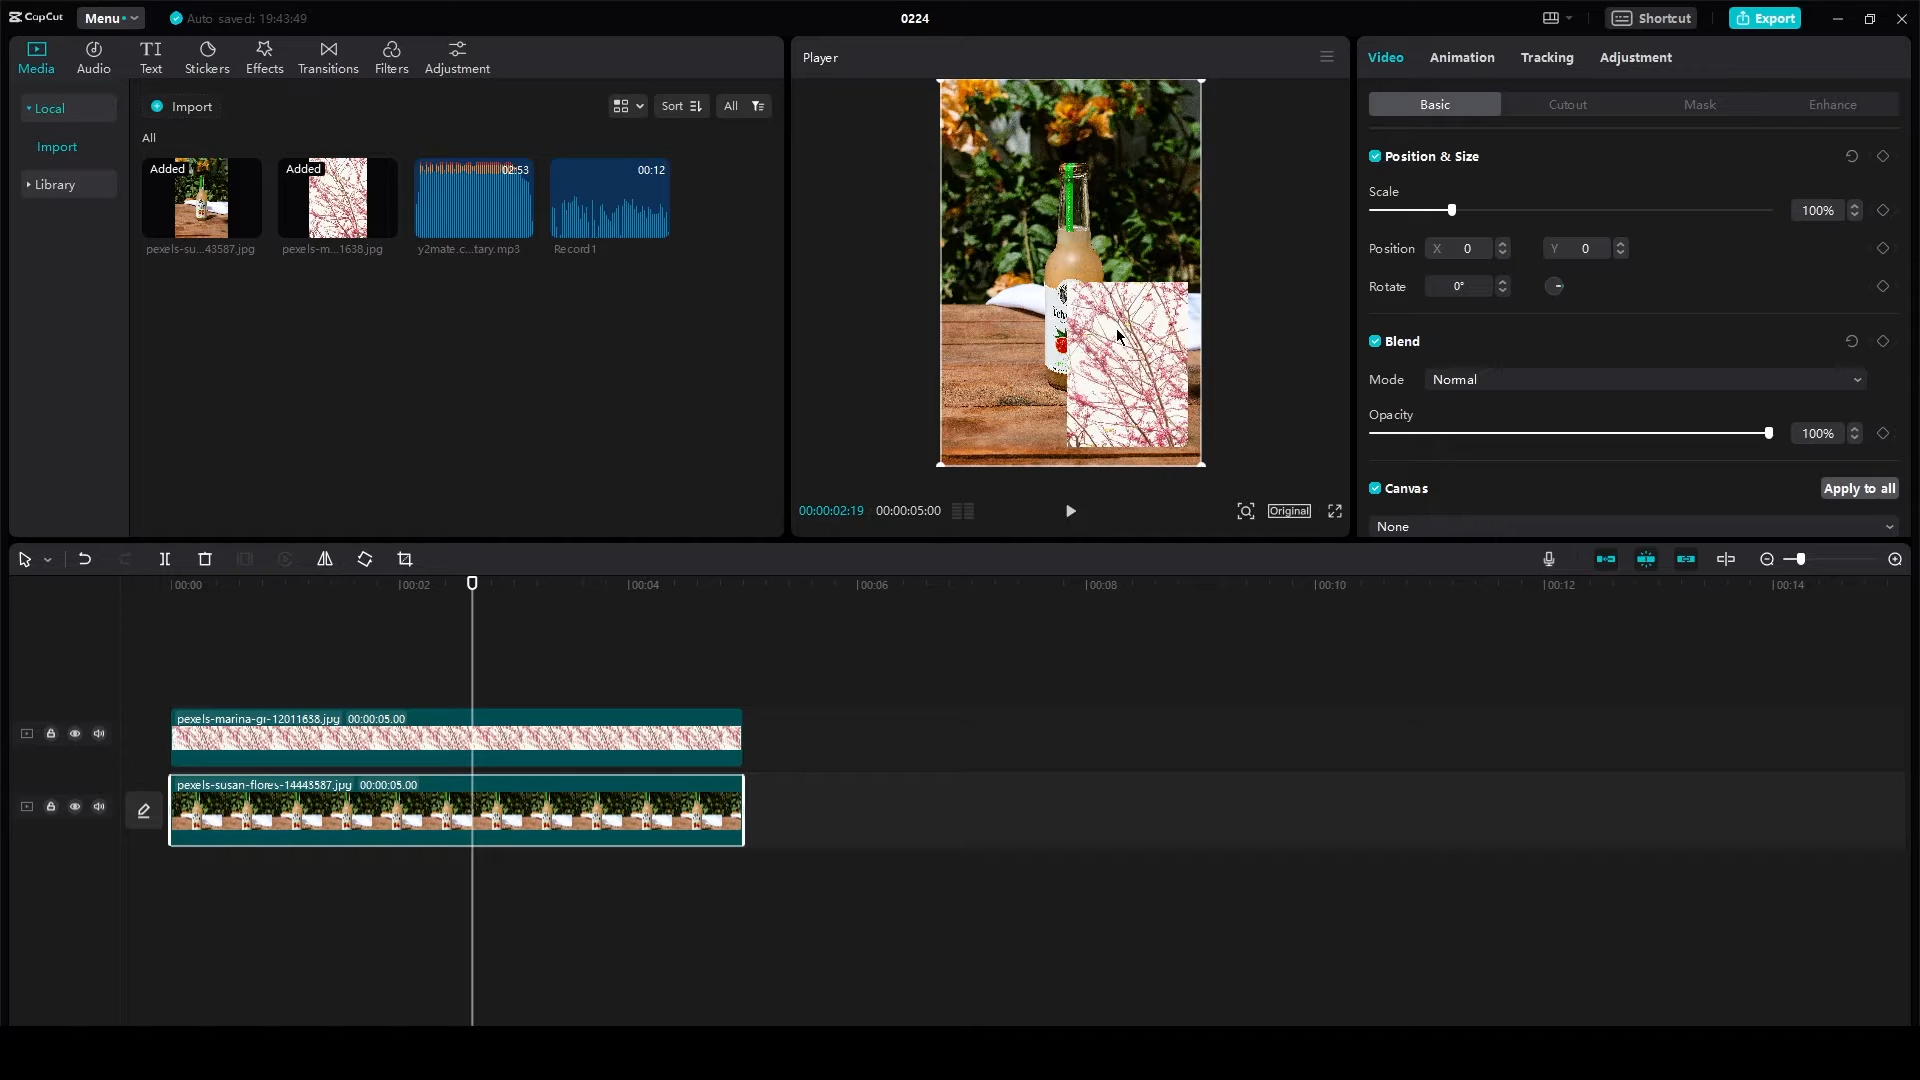 CapCut
Menu
Auto saved: 19:43:49
0224
Shortcut
Export
Media
Audio
Text
Stickers
Effects
Transitions
Filters
Adjustment
Local
Import
Library
Import
Sort
All
All
Added
Added
02:53
00:12
pexels-su...43587.jpg
pexels-m...1638.jpg
y2mate.c...tary.mp3
Record1
Player
00:00:02:19
00:00:05:00
Original
Video
Animation
Tracking
Adjustment
Basic
Cutout
Mask
Enhance
Position & Size
Scale
100%
Position
X 0
Y 0
Rotate
0°
Blend
Mode
Normal
Opacity
100%
Canvas
Apply to all
None
00:00
00:02
00:04
00:06
00:08
00:10
00:12
00:14
pexels-marina-gr-12011638.jpg 00:00:05.00
pexels-susan-flores-14443587.jpg 00:00:05.00